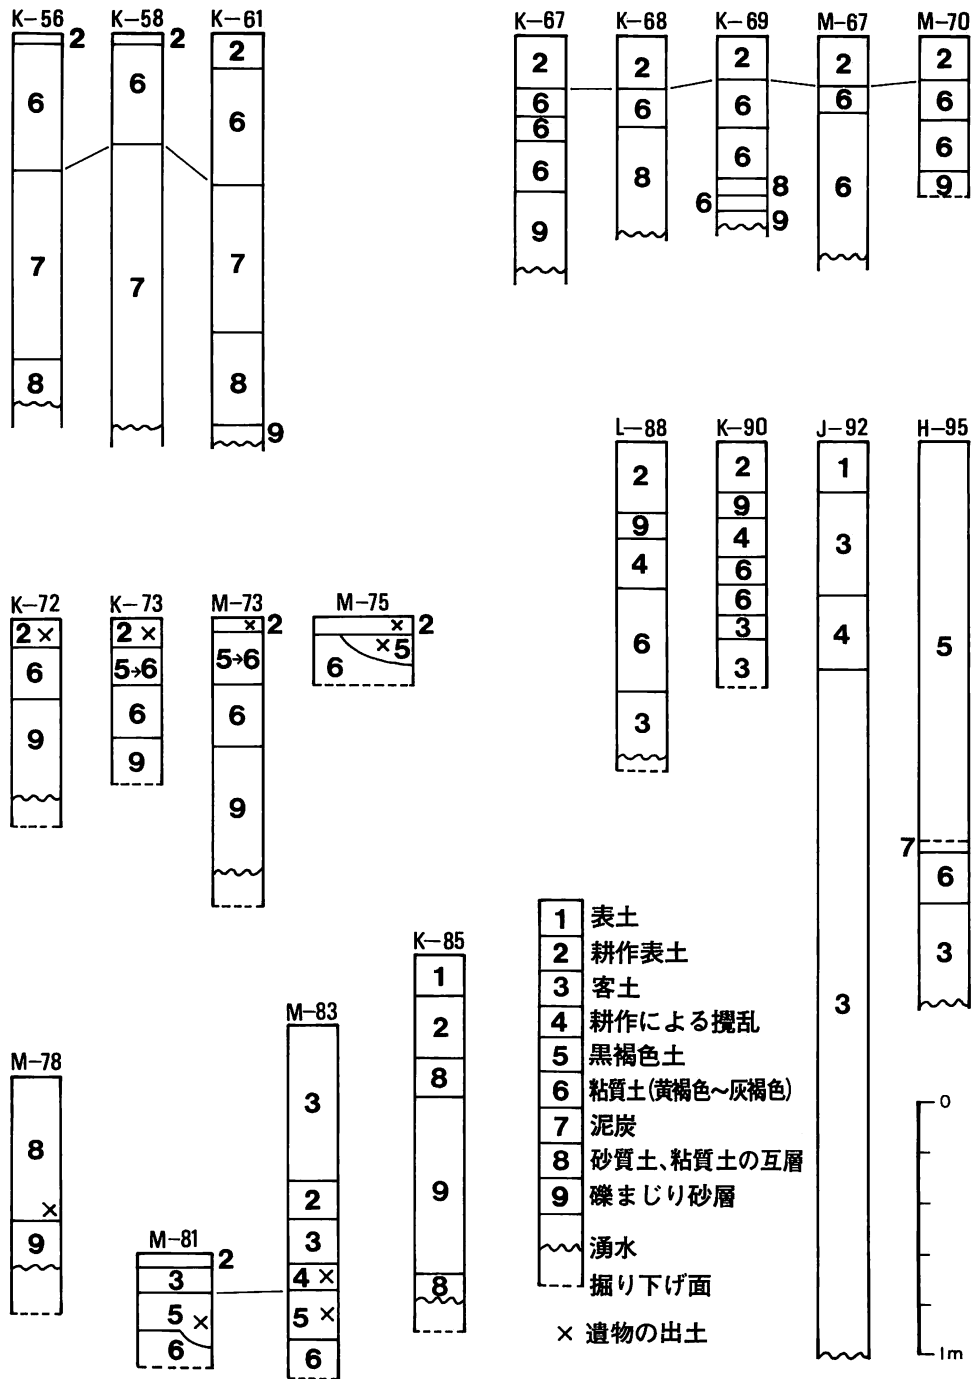 K-56 K-58 K-61
2 2 2
6 6 6
7 7 7
8 8
9
K-67 K-68 K-69 M-67 M-70
2 2 2 2 2
6 6 6 6 6
6 6 6
6 8 6 9
9 8
6
9
K-72 K-73 M-73 M-75
2 × 2 × × 2 × 2
6 5→6 5→6 × 5
6 6 6
9 9 9
L-88 K-90 J-92 H-95
2 2 1 5
9 9 3 7
4 4 4 6
6 6 3 3
3 6
3
3
M-78
8
×
9
M-81
2
3
5 ×
6
M-83
3
2
3
4 ×
5 ×
6
K-85
1
2
8
9
8
1 表土
2 耕作表土
3 客土
4 耕作による攪乱
5 黒褐色土
6 粘質土(黄褐色〜灰褐色)
7 泥炭
8 砂質土、粘質土の互層
9 礫まじり砂層
湧水
掘り下げ面
× 遺物の出土
0
1m